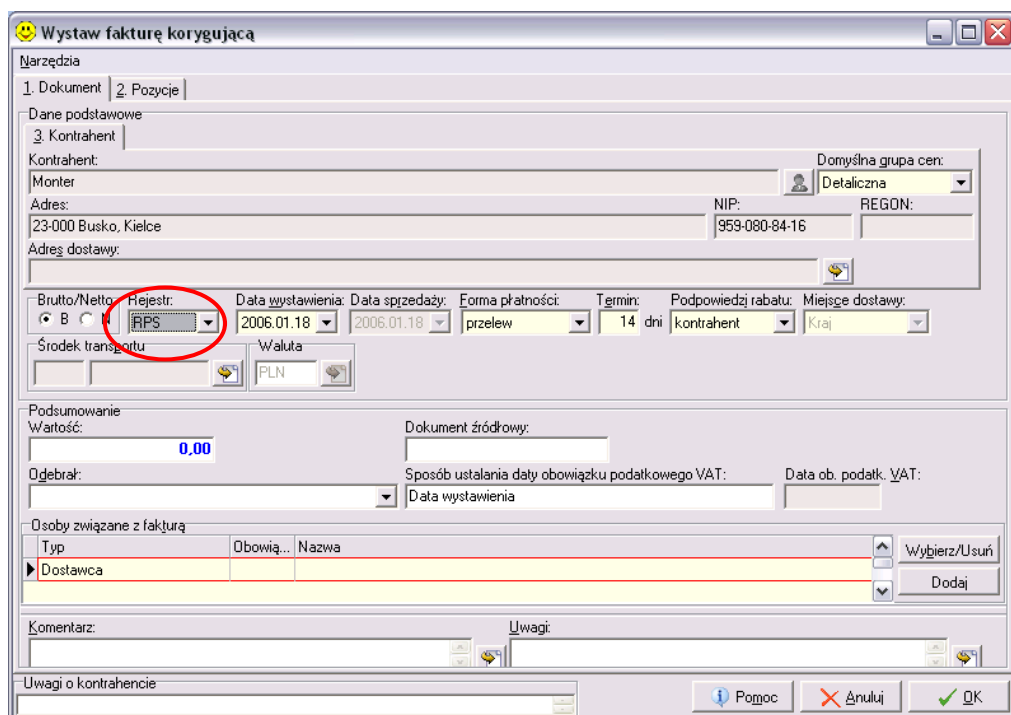 Wystaw fakturę korygującą
Narzędzia
1. Dokument 2. Pozycje
Dane podstawowe
3. Kontrahent
Kontrahent: Domyślna grupa cen:
Monter Detaliczna
Adres: NIP: REGON:
23-000 Busko, Kielce 959-080-84-16
Adres dostawy:
Brutto/Netto: Rejestr: Data wystawienia: Data sprzedaży: Forma płatności: Termin: Podpowiedz rabatu: Miejsce dostawy:
B N RPS 2006.01.18 2006.01.18 przelew 14 dni kontrahent Kraj
Środek transportu Waluta
PLN
Podsumowanie
Wartość: Dokument źródłowy:
0,00
Odebrał: Sposób ustalania daty obowiązku podatkowego VAT: Data ob. podatk. VAT:
Data wystawienia
Osoby związane z fakturą
Typ Obowią... Nazwa
Dostawca
Wybierz/Usuń
Dodaj
Komentarz: Uwagi:
Uwagi o kontrahencie
Pomoc Anuluj OK